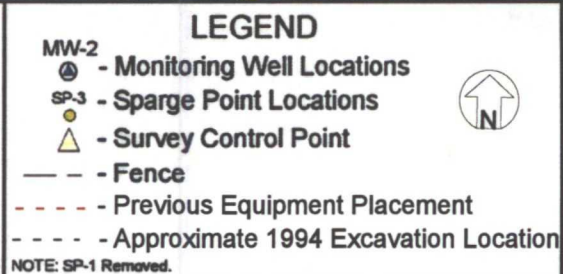 LEGEND
MW-2
- Monitoring Well Locations
SP-3 - Sparge Point Locations
- Survey Control Point
N
- Fence
- Previous Equipment Placement
- Approximate 1994 Excavation Location
NOTE: SP-1 Removed.